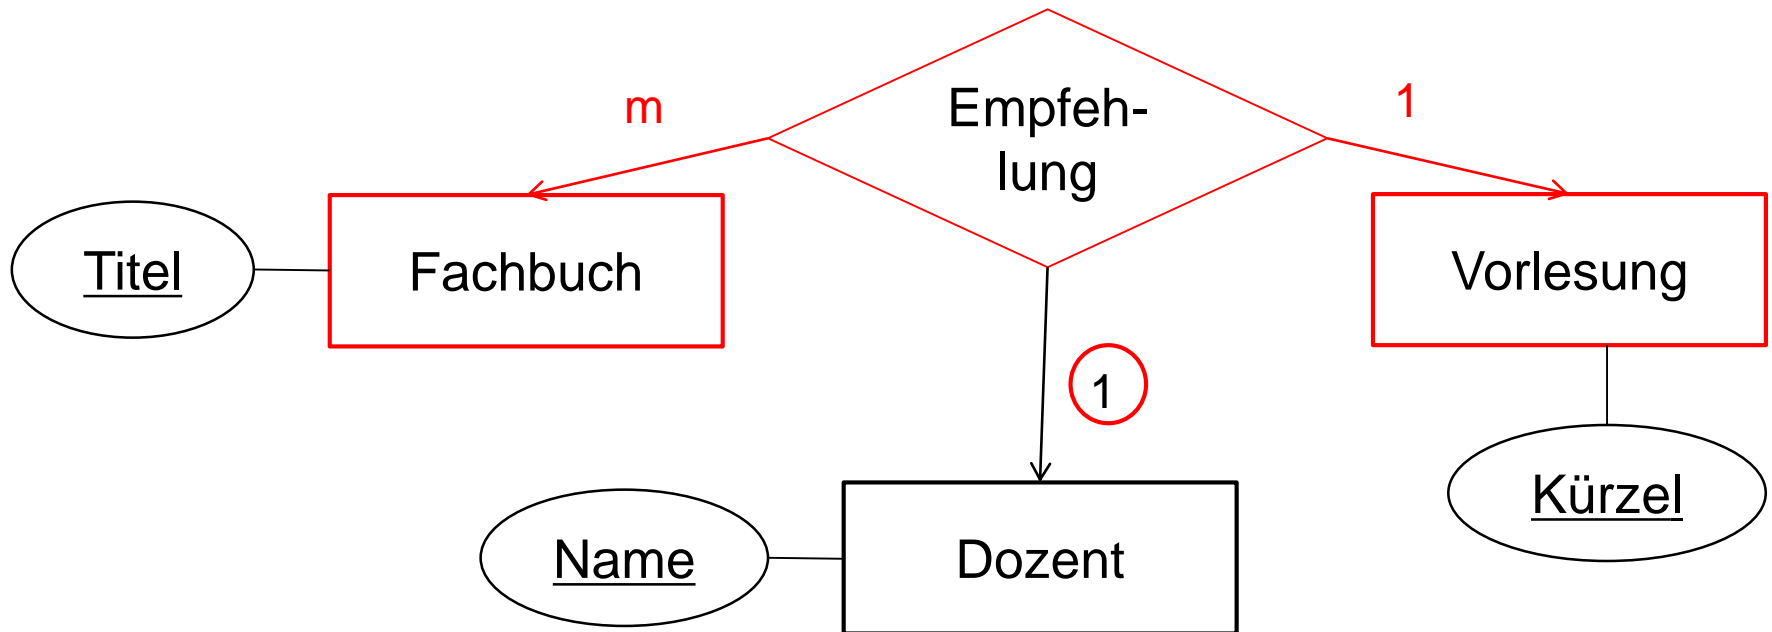 m
Empfeh-
lung
1
Titel
Fachbuch
Vorlesung
1
Kürzel
Name
Dozent